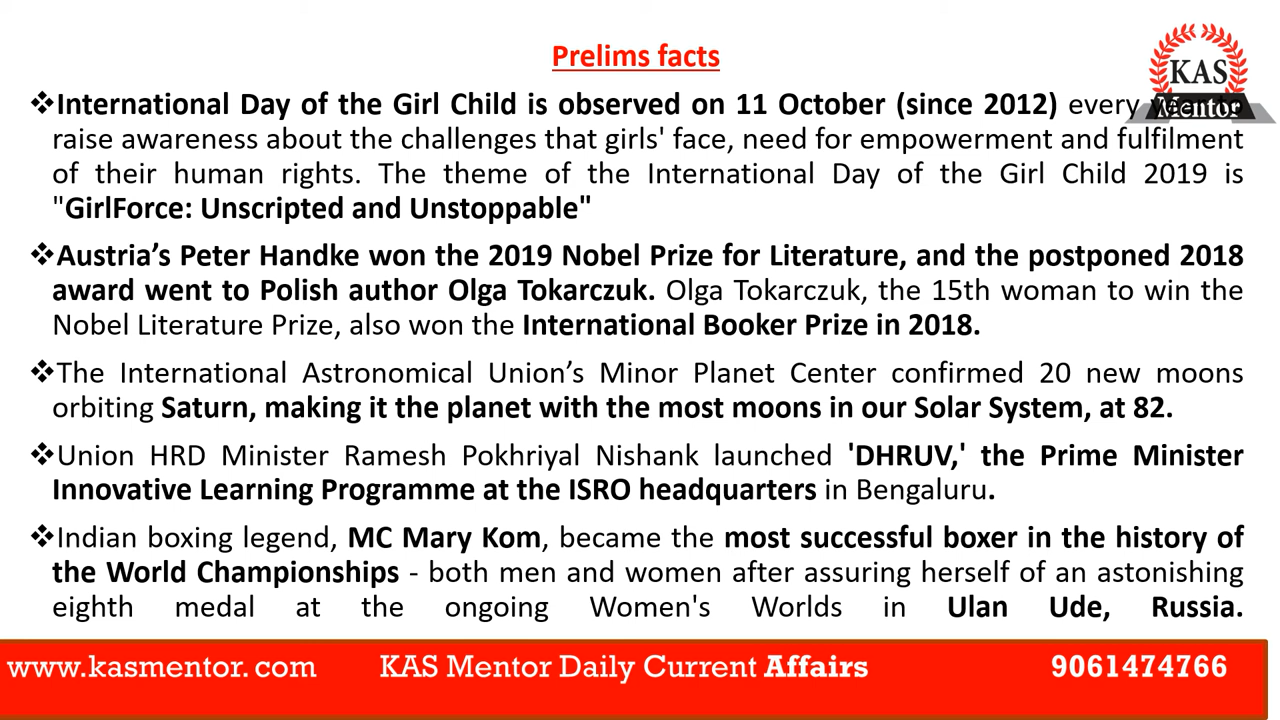 Prelims facts
KAS
Mentor
❖International Day of the Girl Child is observed on 11 October (since 2012) every year to
raise awareness about the challenges that girls' face, need for empowerment and fulfilment
of their human rights. The theme of the International Day of the Girl Child 2019 is
"GirlForce: Unscripted and Unstoppable"
❖Austria’s Peter Handke won the 2019 Nobel Prize for Literature, and the postponed 2018
award went to Polish author Olga Tokarczuk. Olga Tokarczuk, the 15th woman to win the
Nobel Literature Prize, also won the International Booker Prize in 2018.
❖The International Astronomical Union’s Minor Planet Center confirmed 20 new moons
orbiting Saturn, making it the planet with the most moons in our Solar System, at 82.
❖Union HRD Minister Ramesh Pokhriyal Nishank launched 'DHRUV,' the Prime Minister
Innovative Learning Programme at the ISRO headquarters in Bengaluru.
❖Indian boxing legend, MC Mary Kom, became the most successful boxer in the history of
the World Championships - both men and women after assuring herself of an astonishing
eighth medal at the ongoing Women's Worlds in Ulan Ude, Russia.
www.kasmentor.com KAS Mentor Daily Current Affairs 9061474766